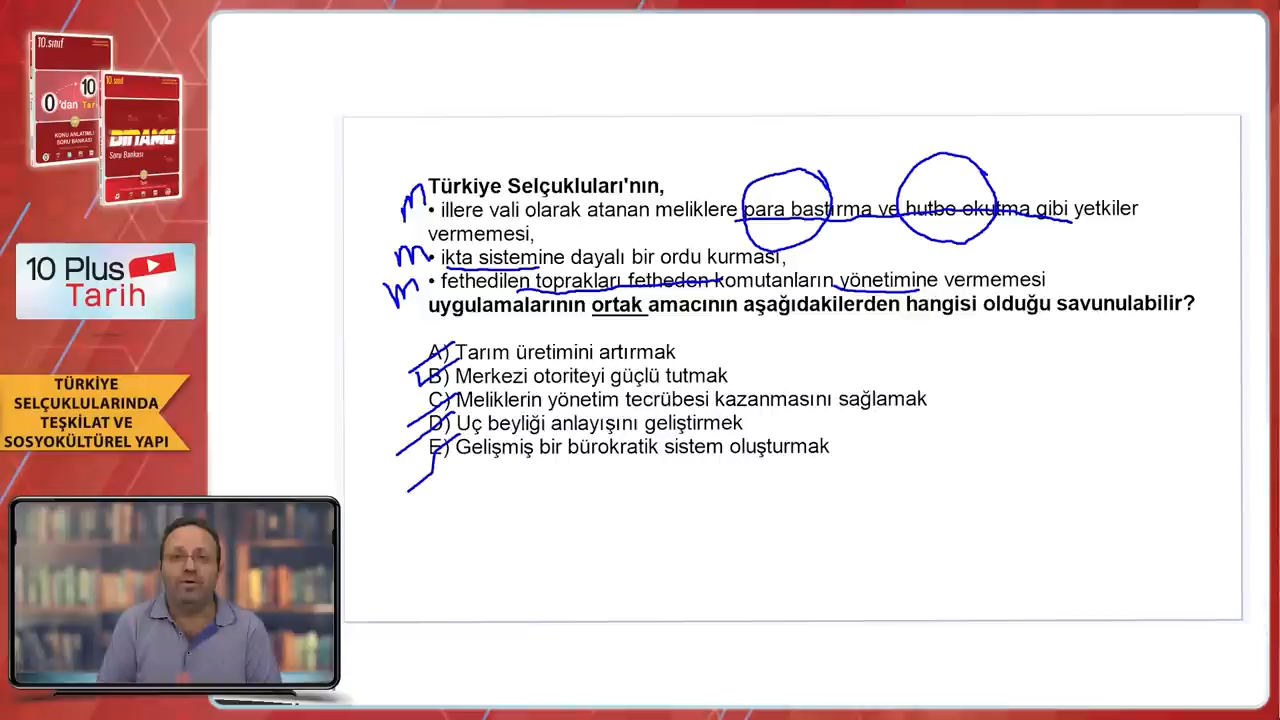 10.sınıf
0'dan 10
Tar
KONU ANLATIMLI
SORU BANKASI
10.sınıf
DİNAMO
Soru Bankası
10 Plus
Tarih
TÜRKİYE
SELÇUKLULARINDA
TEŞKİLAT VE
SOSYOKÜLTÜREL YAPI
Türkiye Selçukluları'nın,
m • illere vali olarak atanan meliklere para bastırma ve hutbe okutma gibi yetkiler
vermemesi,
m • ikta sistemine dayalı bir ordu kurması,
m • fethedilen toprakları fetheden komutanların yönetimine vermemesi
uygulamalarının ortak amacının aşağıdakilerden hangisi olduğu savunulabilir?
A) Tarım üretimini artırmak
B) Merkezi otoriteyi güçlü tutmak
C) Meliklerin yönetim tecrübesi kazanmasını sağlamak
D) Uç beyliği anlayışını geliştirmek
E) Gelişmiş bir bürokratik sistem oluşturmak